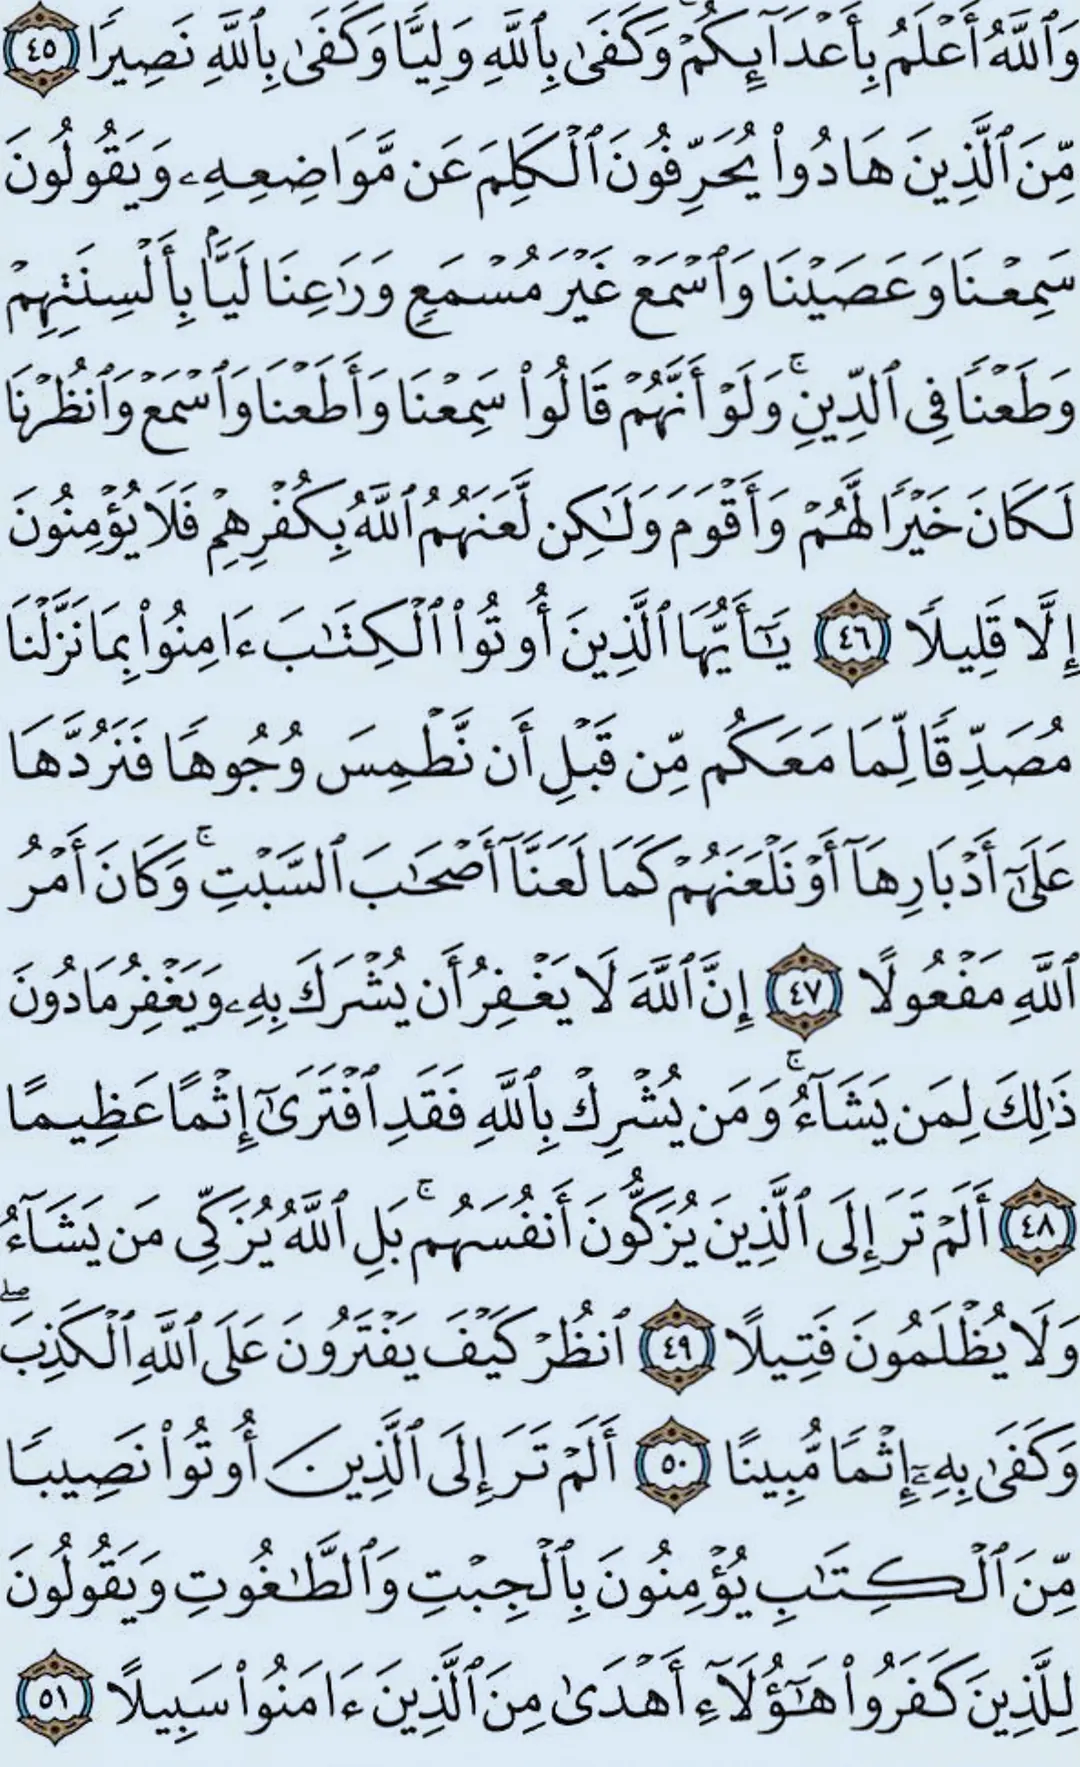 وَٱللَّهُ أَعۡلَمُ بِأَعۡدَآئِكُمۡۚ وَكَفَىٰ بِٱللَّهِ وَلِيّٗا وَكَفَىٰ بِٱللَّهِ نَصِيرٗا ٤٥
مِّنَ ٱلَّذِينَ هَادُواْ يُحَرِّفُونَ ٱلۡكَلِمَ عَن مَّوَاضِعِهِۦ وَيَقُولُونَ
سَمِعۡنَا وَعَصَيۡنَا وَٱسۡمَعۡ غَيۡرَ مُسۡمَعٖ وَرَٰعِنَا لَيَّۢا بِأَلۡسِنَتِهِمۡ
وَطَعۡنٗا فِي ٱلدِّينِۚ وَلَوۡ أَنَّهُمۡ قَالُواْ سَمِعۡنَا وَأَطَعۡنَا وَٱسۡمَعۡ وَٱنظُرۡنَا
لَكَانَ خَيۡرٗا لَّهُمۡ وَأَقۡوَمَ وَلَٰكِن لَّعَنَهُمُ ٱللَّهُ بِكُفۡرِهِمۡ فَلَا يُؤۡمِنُونَ
إِلَّا قَلِيلٗا ٤٦ يَٰٓأَيُّهَا ٱلَّذِينَ أُوتُواْ ٱلۡكِتَٰبَ ءَامِنُواْ بِمَا نَزَّلۡنَا
مُصَدِّقٗا لِّمَا مَعَكُم مِّن قَبۡلِ أَن نَّطۡمِسَ وُجُوهٗا فَنَرُدَّهَا
عَلَىٰٓ أَدۡبَارِهَآ أَوۡ نَلۡعَنَهُمۡ كَمَا لَعَنَّآ أَصۡحَٰبَ ٱلسَّبۡتِۚ وَكَانَ أَمۡرُ
ٱللَّهِ مَفۡعُولًا ٤٧ إِنَّ ٱللَّهَ لَا يَغۡفِرُ أَن يُشۡرَكَ بِهِۦ وَيَغۡفِرُ مَا دُونَ
ذَٰلِكَ لِمَن يَشَآءُۚ وَمَن يُشۡرِكۡ بِٱللَّهِ فَقَدِ ٱفۡتَرَىٰٓ إِثۡمًا عَظِيمًا
٤٨ أَلَمۡ تَرَ إِلَى ٱلَّذِينَ يُزَكُّونَ أَنفُسَهُمۚ بَلِ ٱللَّهُ يُزَكِّي مَن يَشَآءُ
وَلَا يُظۡلَمُونَ فَتِيلًا ٤٩ ٱنظُرۡ كَيۡفَ يَفۡتَرُونَ عَلَى ٱللَّهِ ٱلۡكَذِبَۖ
وَكَفَىٰ بِهِۦٓ إِثۡمٗا مُّبِينًا ٥٠ أَلَمۡ تَرَ إِلَى ٱلَّذِينَ أُوتُواْ نَصِيبٗا
مِّنَ ٱلۡكِتَٰبِ يُؤۡمِنُونَ بِٱلۡجِبۡتِ وَٱلطَّٰغُوتِ وَيَقُولُونَ
لِلَّذِينَ كَفَرُواْ هَٰٓؤُلَآءِ أَهۡدَىٰ مِنَ ٱلَّذِينَ ءَامَنُواْ سَبِيلًا ٥١